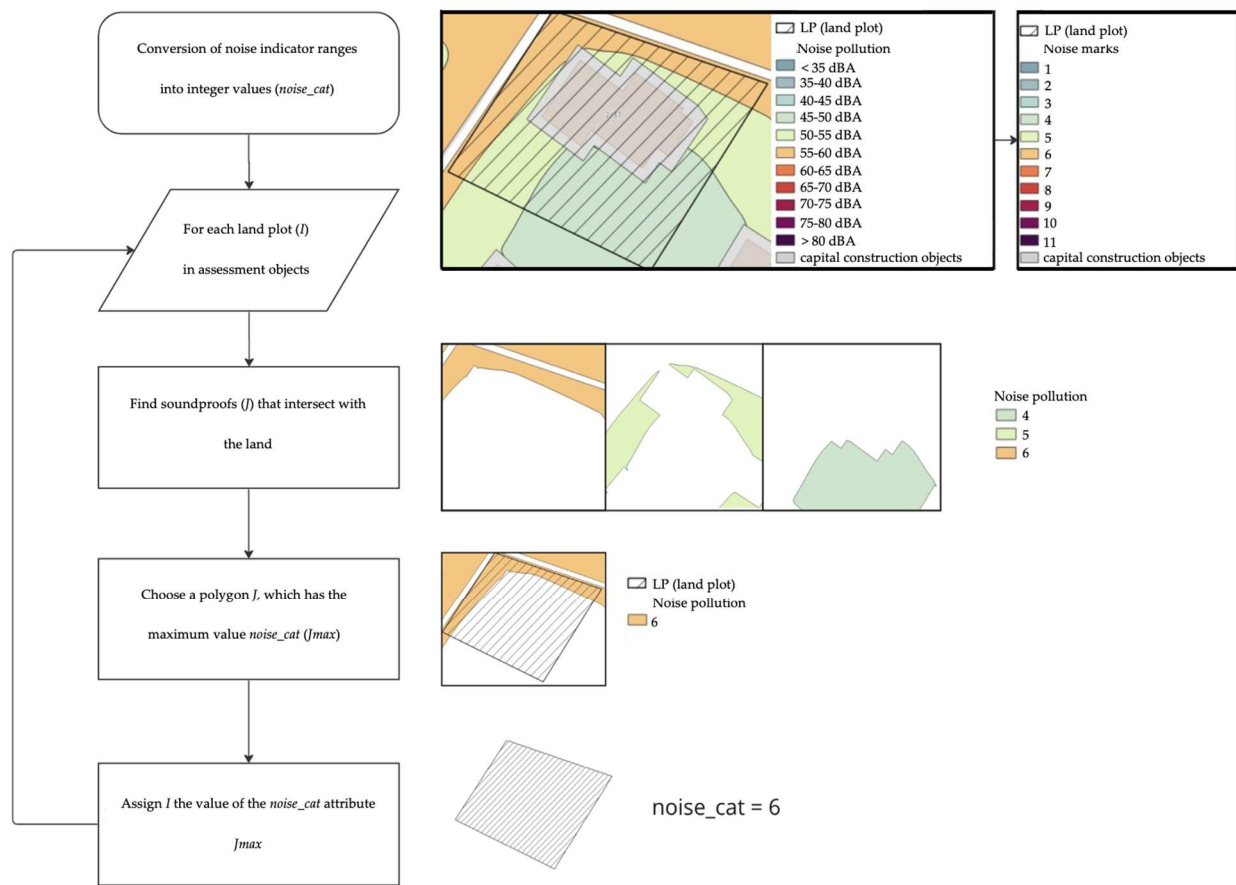 Conversion of noise indicator ranges
into integer values (noise_cat)
For each land plot (I)
in assessment objects
Find soundproofs (J) that intersect with
the land
Choose a polygon J, which has the
maximum value noise_cat (Jmax)
Assign I the value of the noise_cat attribute
Jmax
LP (land plot)
Noise pollution
< 35 dBA
35-40 dBA
40-45 dBA
45-50 dBA
50-55 dBA
55-60 dBA
60-65 dBA
65-70 dBA
70-75 dBA
75-80 dBA
> 80 dBA
capital construction objects
LP (land plot)
Noise marks
1
2
3
4
5
6
7
8
9
10
11
capital construction objects
Noise pollution
4
5
6
LP (land plot)
Noise pollution
6
noise_cat = 6